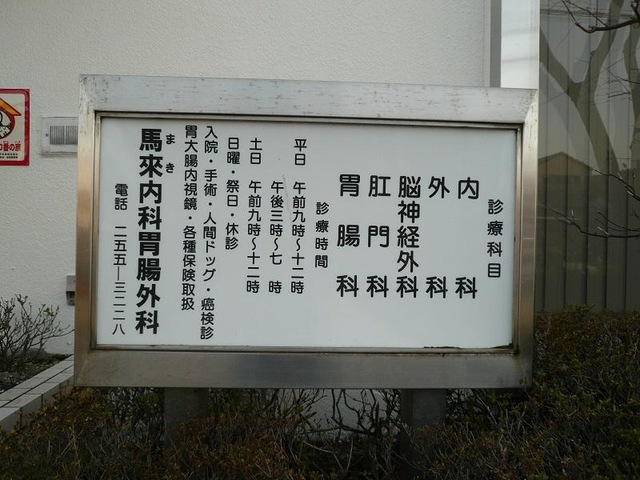 診療科目
内科
外科
脳神経外科
肛門科
胃腸科
診療時間
平日 午前九時〜十二時
午後三時〜七時
土日 午前九時〜十二時
日曜・祭日・休診
入院・手術・人間ドッグ・癌検診
胃大腸内視鏡・各種保険取扱
まき
馬來内科胃腸外科
電話 二五五―三二二八